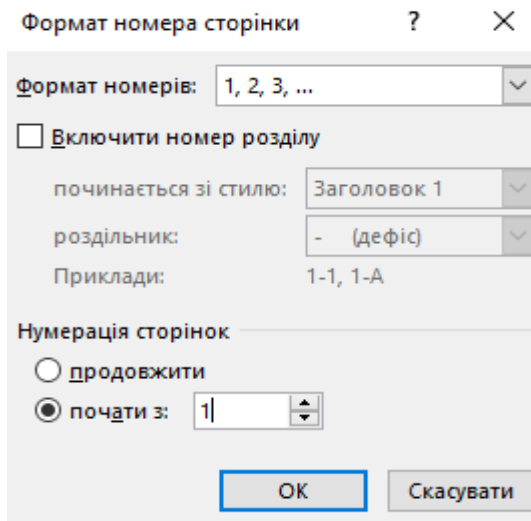 Формат номера сторінки ?
Формат номерів: 1, 2, 3, ...
Включити номер розділу
починається зі стилю: Заголовок 1
роздільник: - (дефіс)
Приклади: 1-1, 1-A
Нумерація сторінок
продовжити
почати з: 1
ОК Скасувати